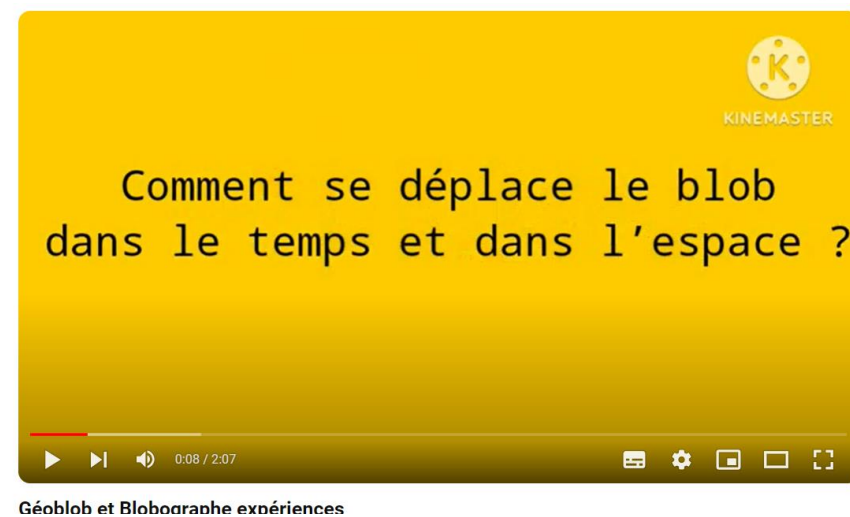 K
KINEMASTER
Comment se déplace le blob
dans le temps et dans l’espace ?
0:08 / 2:07
Géoblob et Blobographe expériences